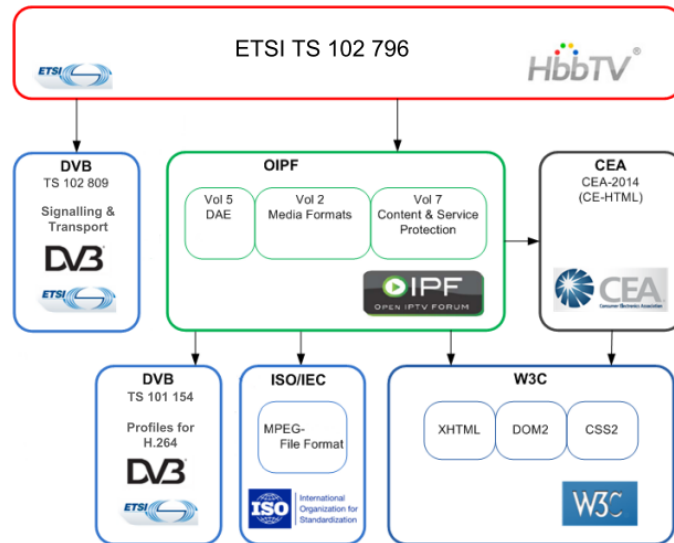 ETSI TS 102 796
ETSI
HbbTV®
DVB
TS 102 809
Signalling &
Transport
DVB
ETSI
OIPF
Vol 5
DAE
Vol 2
Media Formats
Vol 7
Content & Service
Protection
OIPF
OPEN IPTV FORUM
CEA
CEA-2014
(CE-HTML)
CEA
Consumer Electronics Association
DVB
TS 101 154
Profiles for
H.264
DVB
ETSI
ISO/IEC
MPEG-
File Format
ISO
International
Organization for
Standardization
W3C
XHTML
DOM2
CSS2
W3C